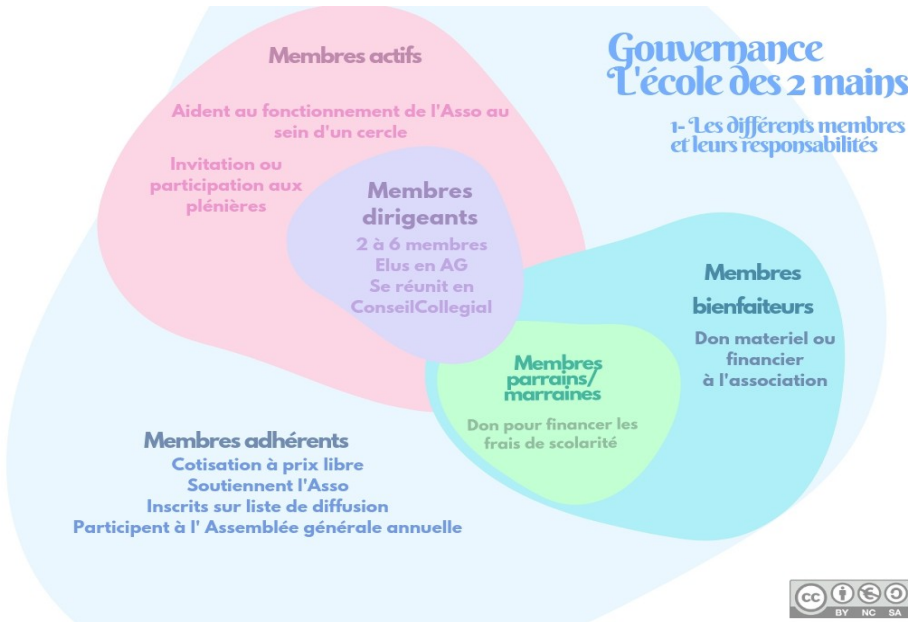 Gouvernance
L'école des 2 mains
1- Les différents membres
et leurs responsabilités
Membres actifs
Aident au fonctionnement de l'Asso au
sein d'un cercle
Invitation ou
participation aux
plénières
Membres
dirigeants
2 à 6 membres
Elus en AG
Se réunit en
ConseilCollegial
Membres
bienfaiteurs
Don materiel ou
financier
à l'association
Membres
parrains/
marraines
Don pour financer les
frais de scolarité
Membres adhérents
Cotisation à prix libre
Soutiennent l'Asso
Inscrits sur liste de diffusion
Participent à l' Assemblée générale annuelle
cc
BY NC SA